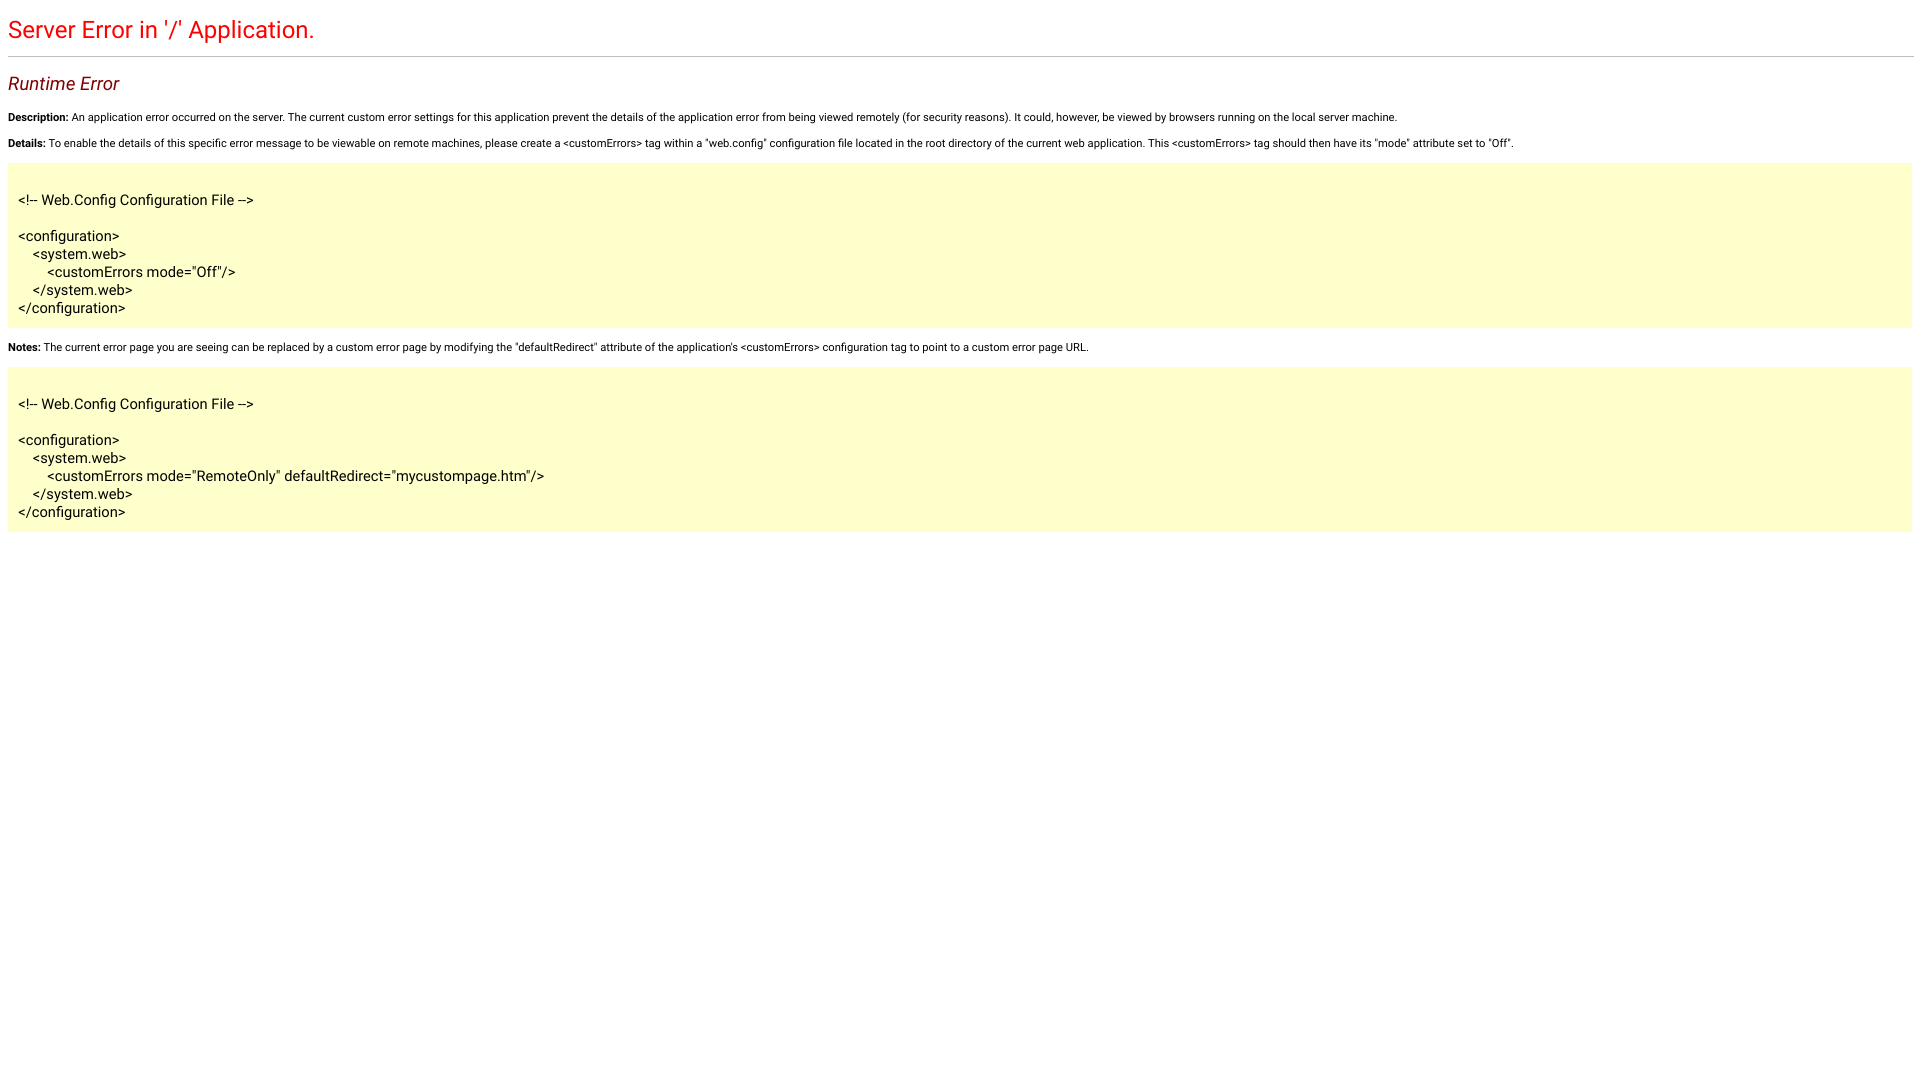 Server Error in '/' Application.
Runtime Error
Description: An application error occurred on the server. The current custom error settings for this application prevent the details of the application error from being viewed remotely (for security reasons). It could, however, be viewed by browsers running on the local server machine.
Details: To enable the details of this specific error message to be viewable on remote machines, please create a <customErrors> tag within a "web.config" configuration file located in the root directory of the current web application. This <customErrors> tag should then have its "mode" attribute set to "Off".
<!-- Web.Config Configuration File -->
<configuration>
    <system.web>
        <customErrors mode="Off"/>
    </system.web>
</configuration>
Notes: The current error page you are seeing can be replaced by a custom error page by modifying the "defaultRedirect" attribute of the application's <customErrors> configuration tag to point to a custom error page URL.
<!-- Web.Config Configuration File -->
<configuration>
    <system.web>
        <customErrors mode="RemoteOnly" defaultRedirect="mycustompage.htm"/>
    </system.web>
</configuration>